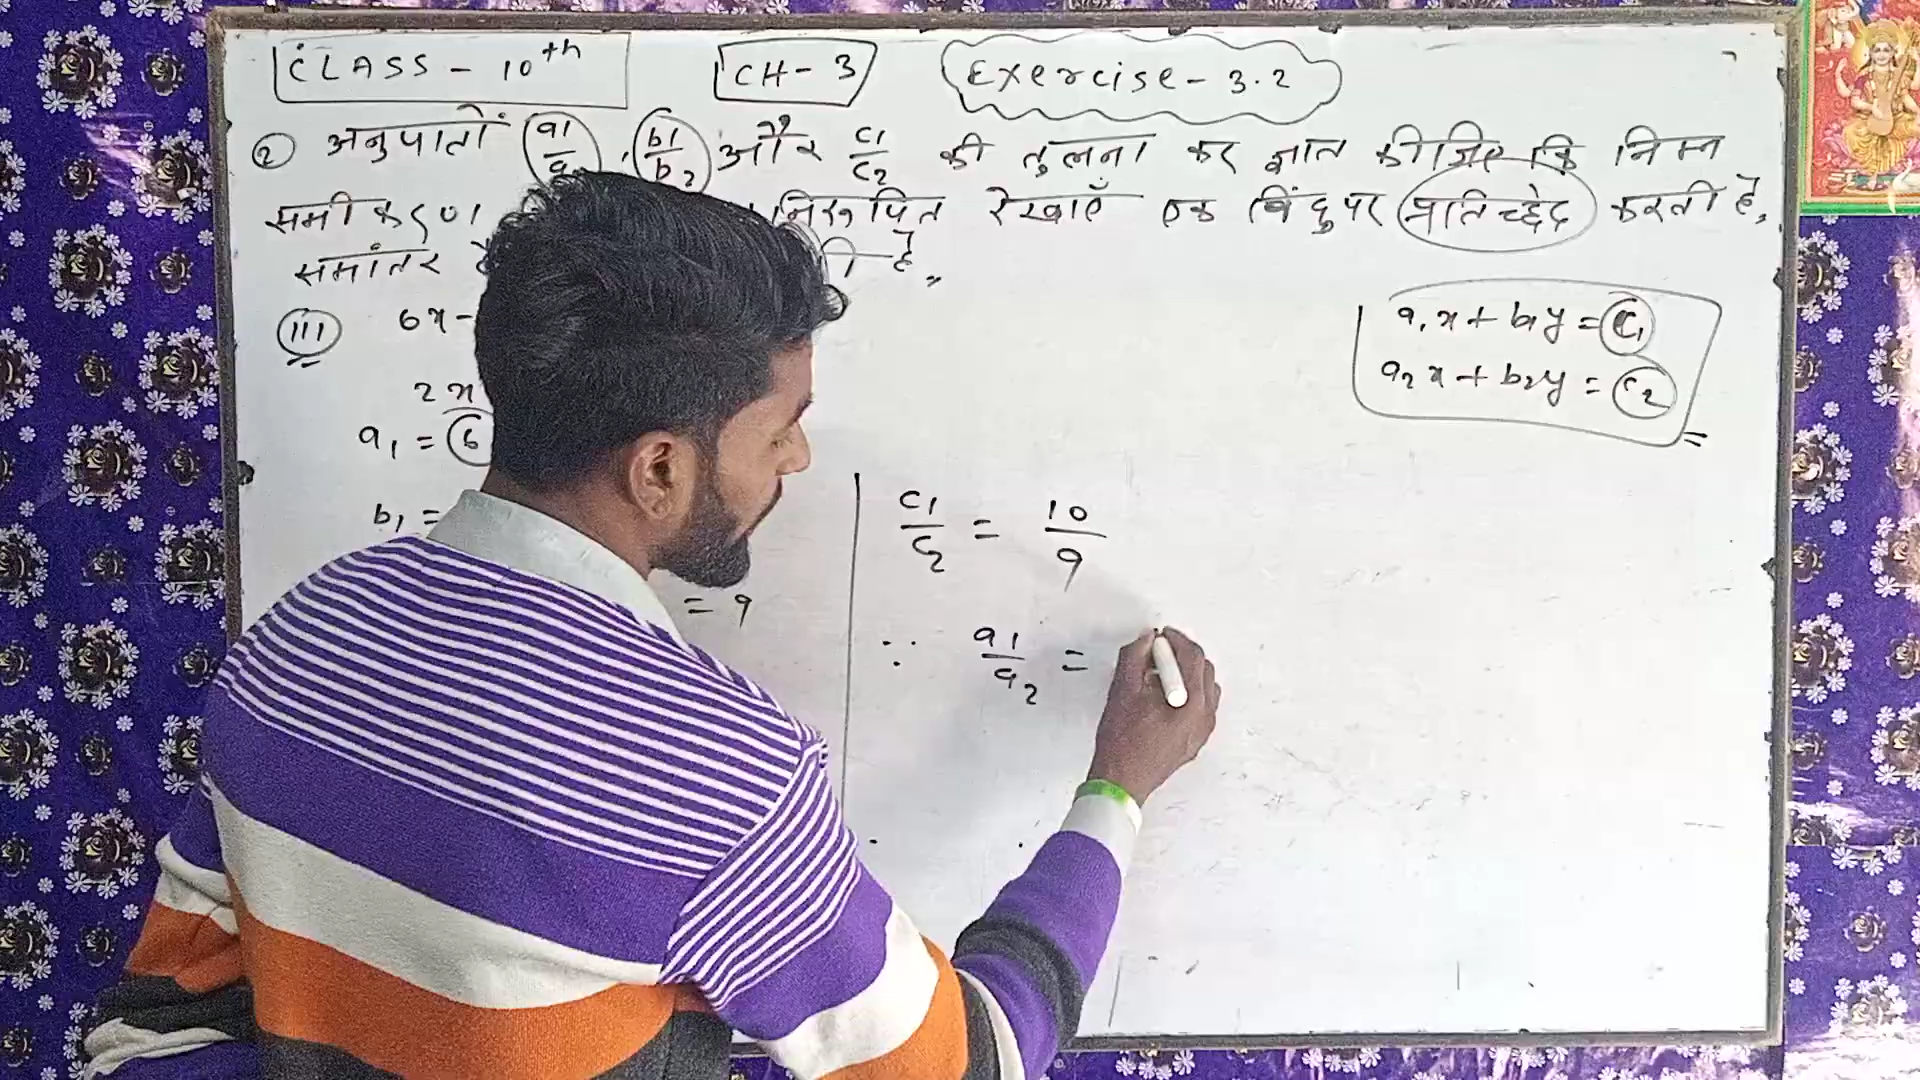 CLASS - 10th CH - 3 Exercise - 3.2
② अनुपातों a1/a , b1/b2 और c1/c2 की तुलना कर ज्ञात कीजिए कि निम्न
समीकरण निरूपित रेखाएँ एक बिंदु पर प्रतिच्छेद करती हैं,
समांतर है„
(iii) 6x -
2x
a1 = 6
b1 =
= 9
a1x + b1y = c1
a2x + b2y = c2
c1/c2 = 10/9
∵ a1/a2 =